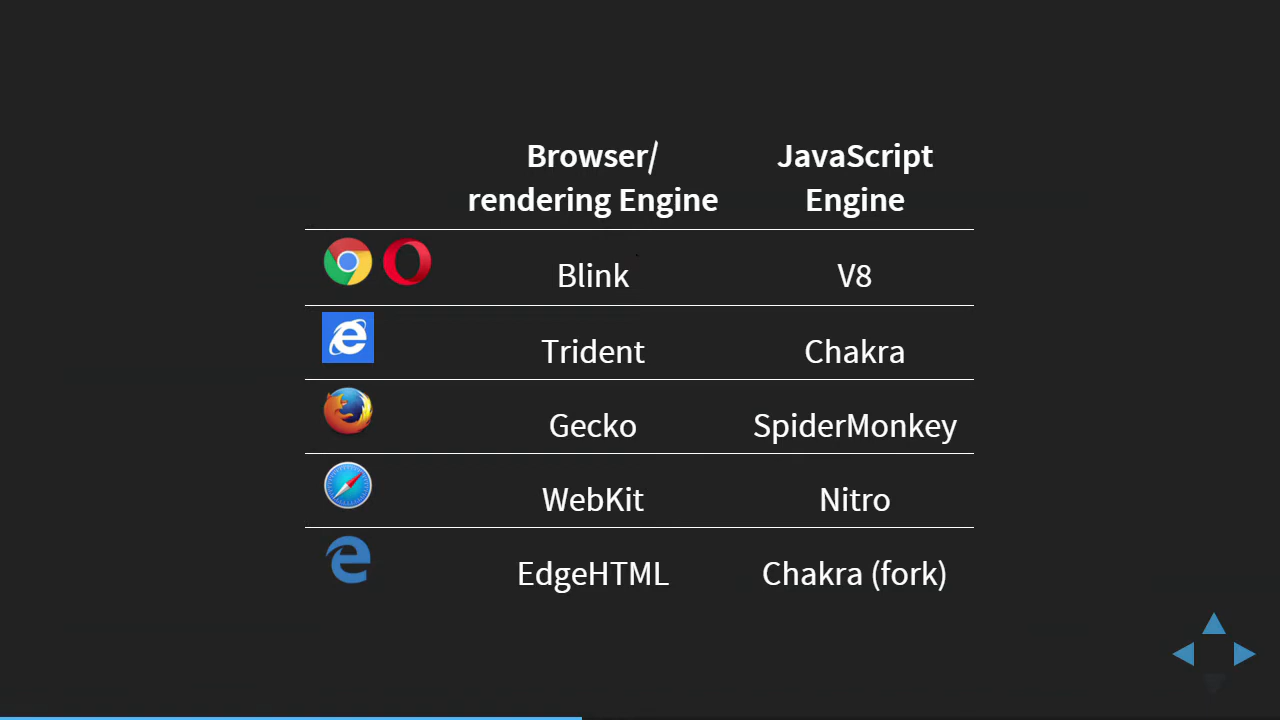 Browser/ JavaScript
rendering Engine Engine
Blink V8
Trident Chakra
Gecko SpiderMonkey
WebKit Nitro
EdgeHTML Chakra (fork)